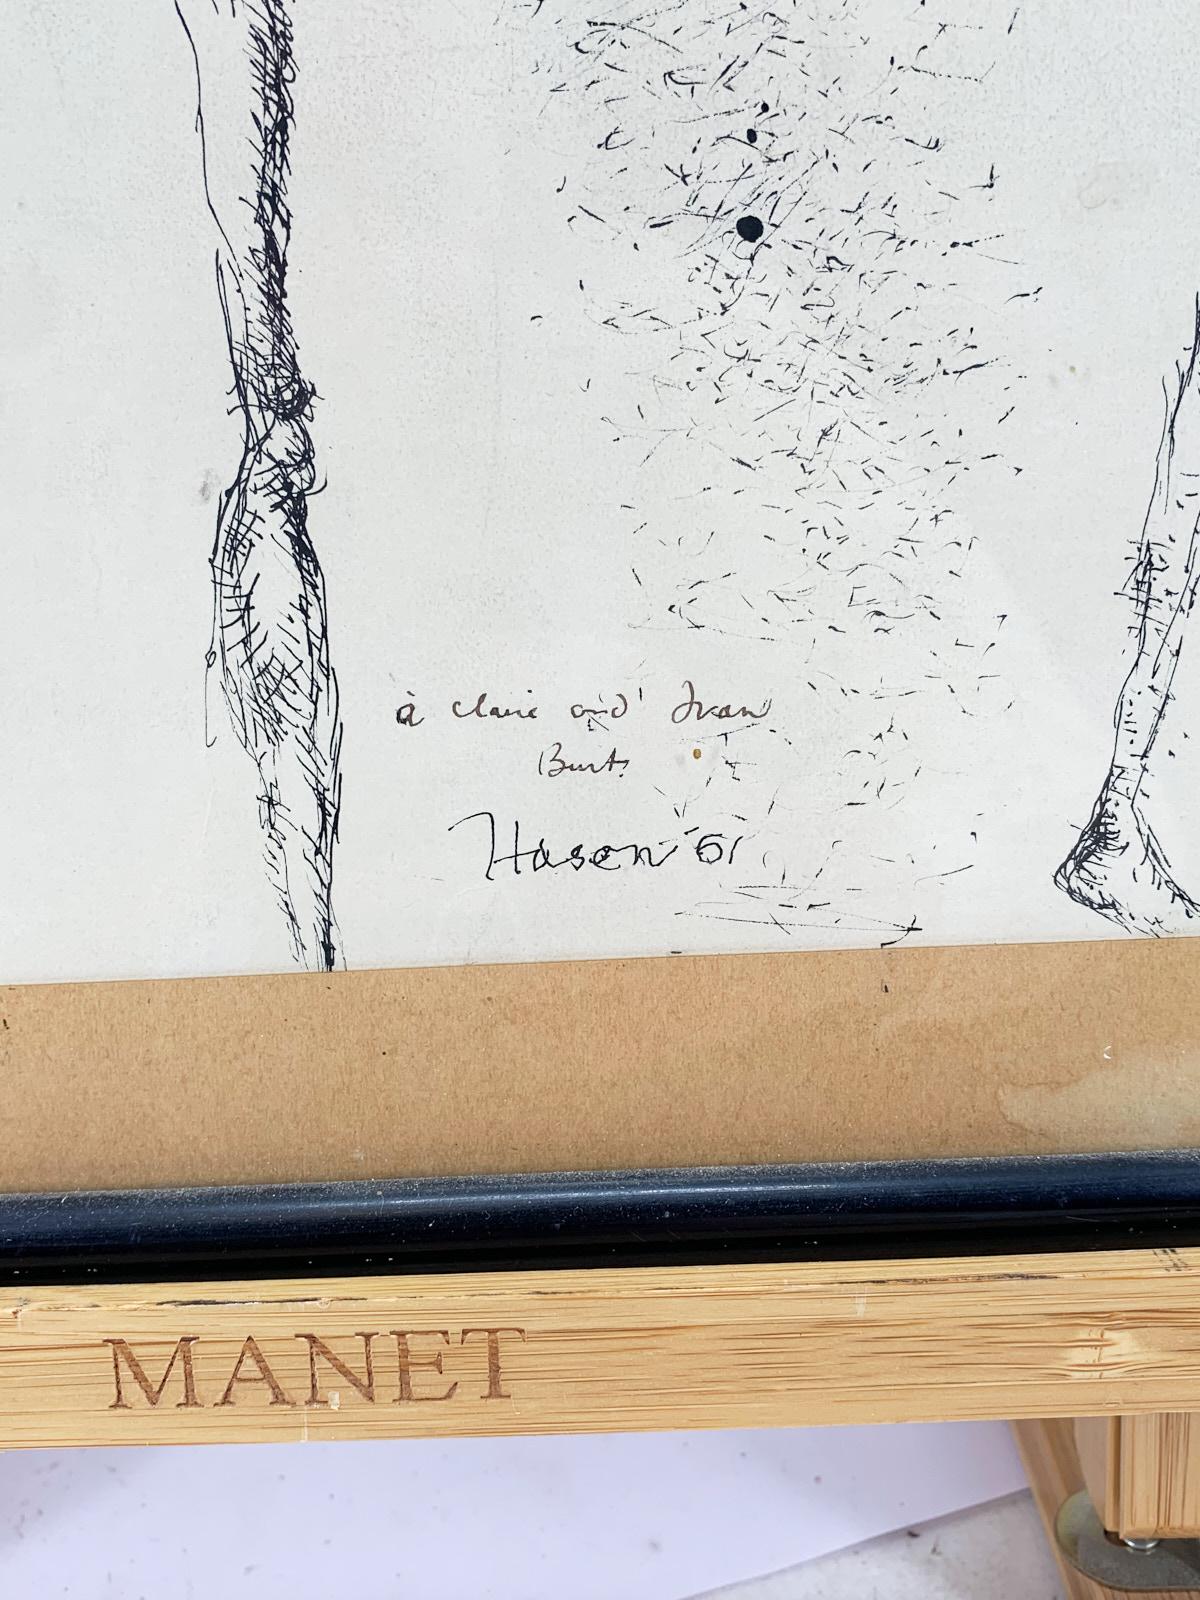 à Claire and Ivan
Burt
Hasen '61
MANET